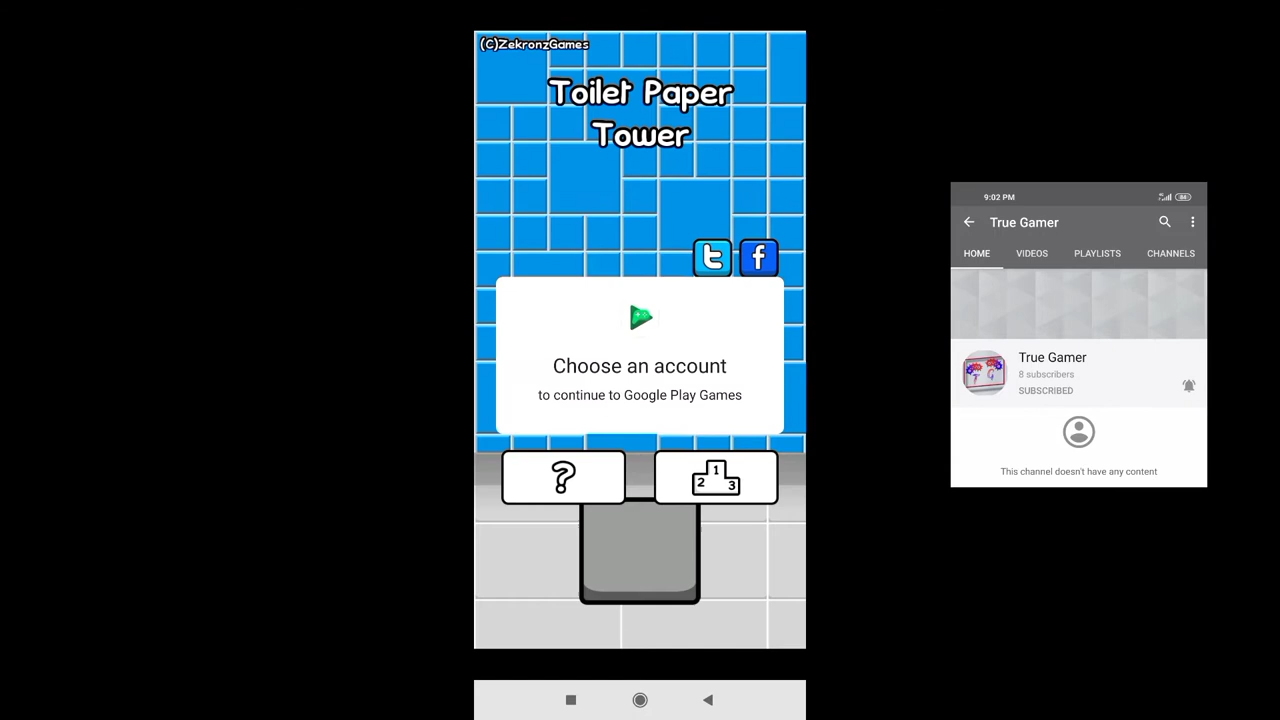 (C)ZekronzGames
Toilet Paper
Tower
t f
Choose an account
to continue to Google Play Games
?
1
2 3
9:02 PM
84
True Gamer
HOME VIDEOS PLAYLISTS CHANNELS
True Gamer
8 subscribers
SUBSCRIBED
This channel doesn't have any content